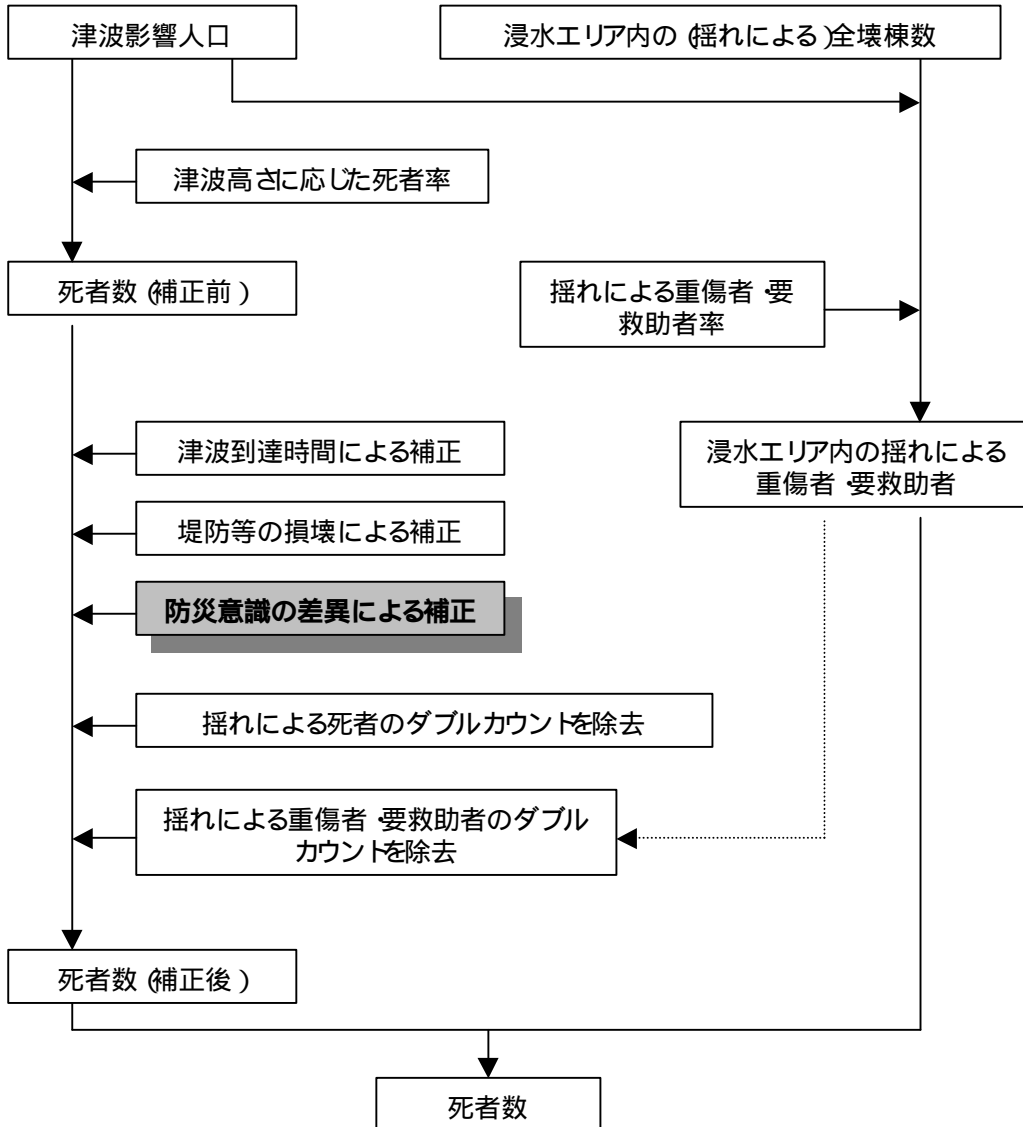 津波影響人口
浸水エリア内の（揺れによる）全壊棟数
津波高さに応じた死者率
死者数（補正前）
揺れによる重傷者・要
救助者率
津波到達時間による補正
浸水エリア内の揺れによる
重傷者・要救助者
堤防等の損壊による補正
防災意識の差異による補正
揺れによる死者のダブルカウントを除去
揺れによる重傷者・要救助者のダブル
カウントを除去
死者数（補正後）
死者数